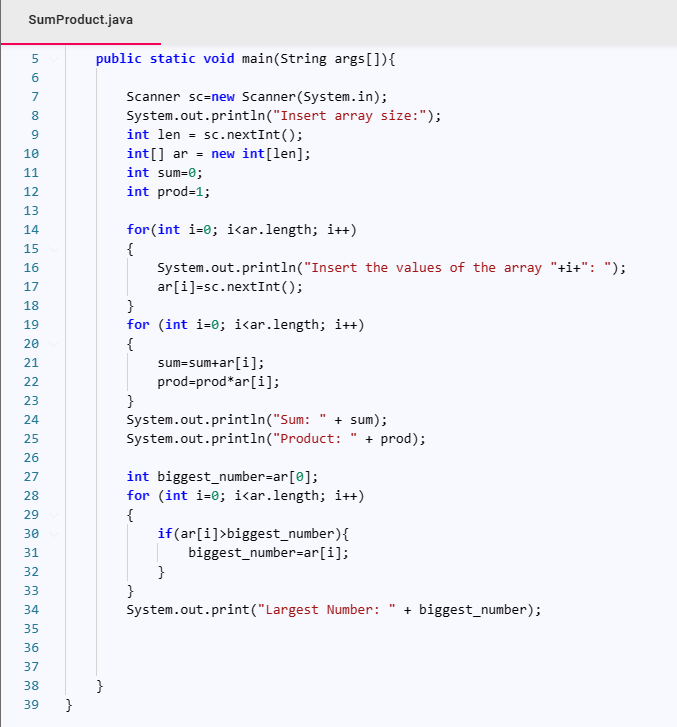 SumProduct.java
5 public static void main(String args[]){
6
7 Scanner sc=new Scanner(System.in);
8 System.out.println("Insert array size:");
9 int len = sc.nextInt();
10 int[] ar = new int[len];
11 int sum=0;
12 int prod=1;
13
14 for(int i=0; i<ar.length; i++)
15 {
16 System.out.println("Insert the values of the array "+i+": ");
17 ar[i]=sc.nextInt();
18 }
19 for (int i=0; i<ar.length; i++)
20 {
21 sum=sum+ar[i];
22 prod=prod*ar[i];
23 }
24 System.out.println("Sum: " + sum);
25 System.out.println("Product: " + prod);
26
27 int biggest_number=ar[0];
28 for (int i=0; i<ar.length; i++)
29 {
30 if(ar[i]>biggest_number){
31 biggest_number=ar[i];
32 }
33 }
34 System.out.print("Largest Number: " + biggest_number);
35
36
37
38 }
39 }